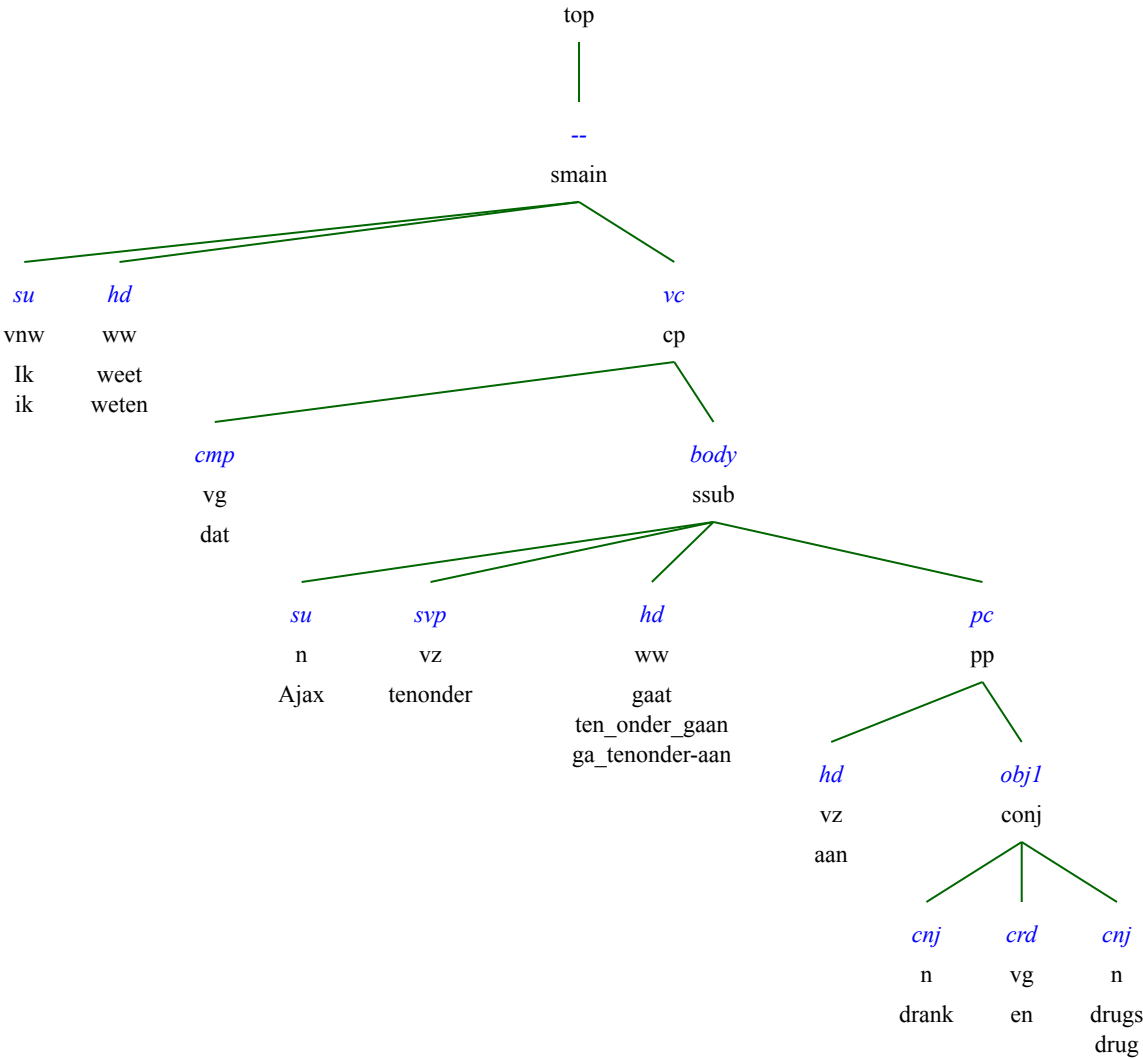 top
--
smain
su hd vc
vnw ww cp
Ik weet
ik weten
cmp body
vg ssub
dat
su svp hd pc
n vz ww pp
Ajax tenonder gaat
ten_onder_gaan
ga_tenonder-aan
hd obj1
vz conj
aan
cnj crd cnj
n vg n
drank en drugs
drug